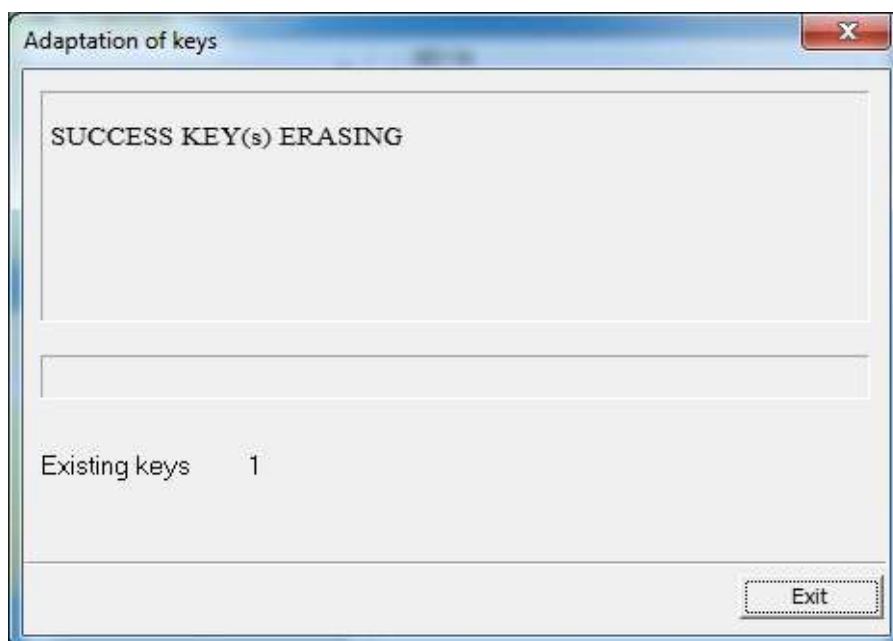 Adaptation of keys
SUCCESS KEY(s) ERASING
Existing keys 1
Exit